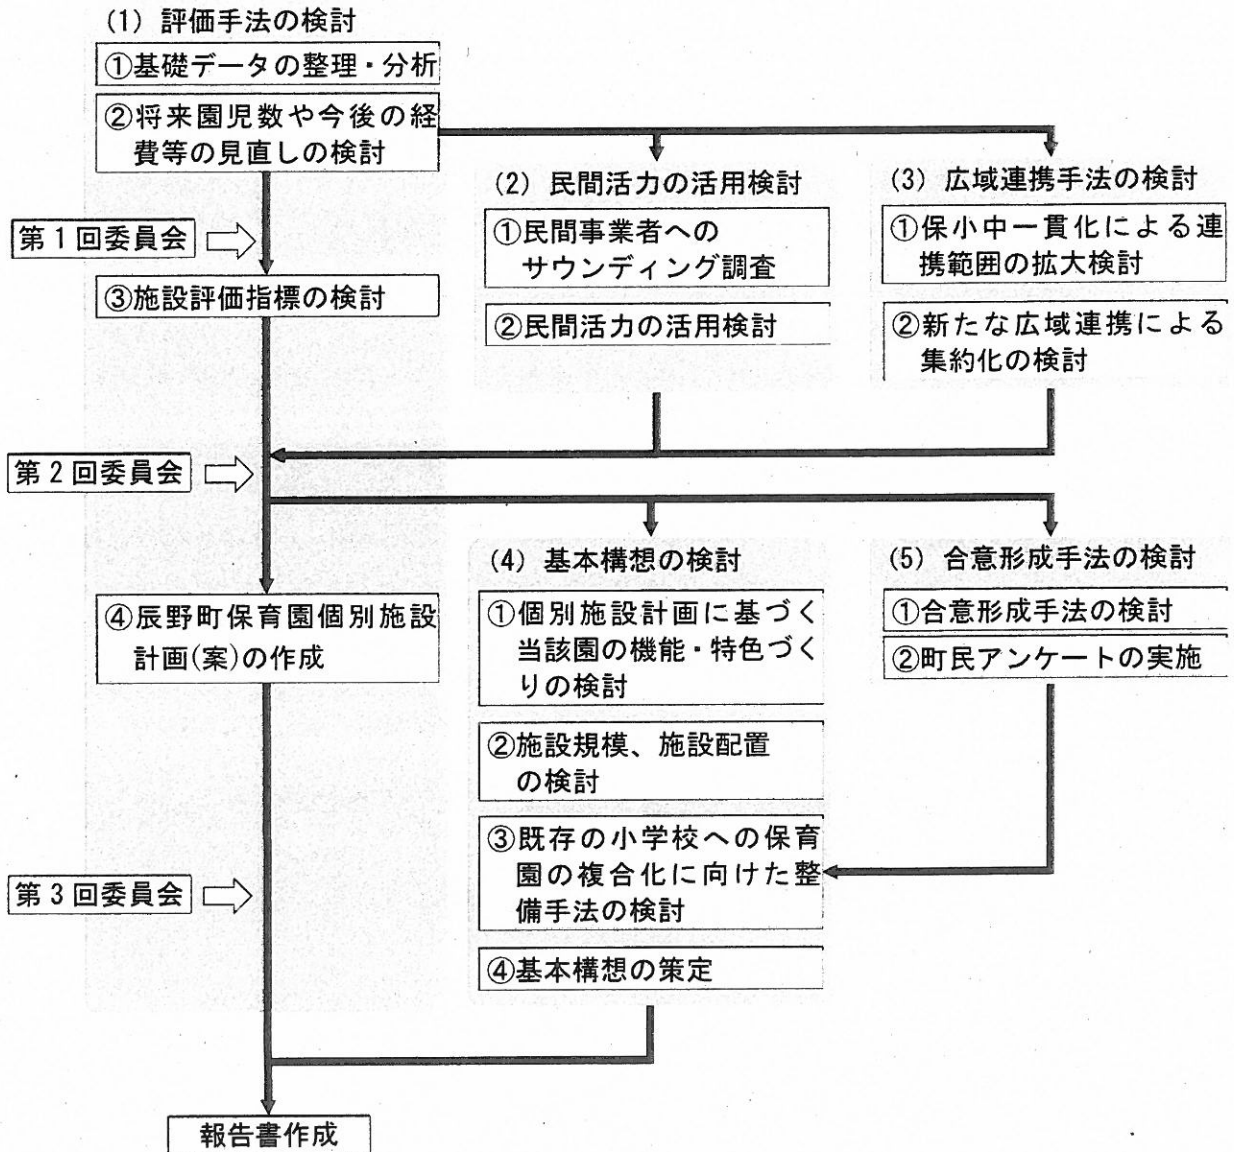 (1) 評価手法の検討
①基礎データの整理・分析
②将来園児数や今後の経
費等の見直しの検討
第1回委員会
③施設評価指標の検討
(2) 民間活力の活用検討
①民間事業者への
サウンディング調査
②民間活力の活用検討
(3) 広域連携手法の検討
①保小中一貫化による連
携範囲の拡大検討
②新たな広域連携による
集約化の検討
第2回委員会
④辰野町保育園個別施設
計画(案)の作成
(4) 基本構想の検討
①個別施設計画に基づく
当該園の機能・特色づく
りの検討
②施設規模、施設配置
の検討
③既存の小学校への保育
園の複合化に向けた整
備手法の検討
④基本構想の策定
(5) 合意形成手法の検討
①合意形成手法の検討
②町民アンケートの実施
第3回委員会
報告書作成